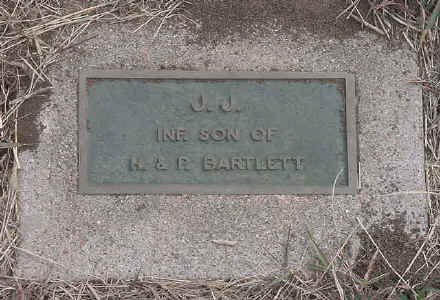 J. J.
INF. SON OF
H. & P. BARTLETT